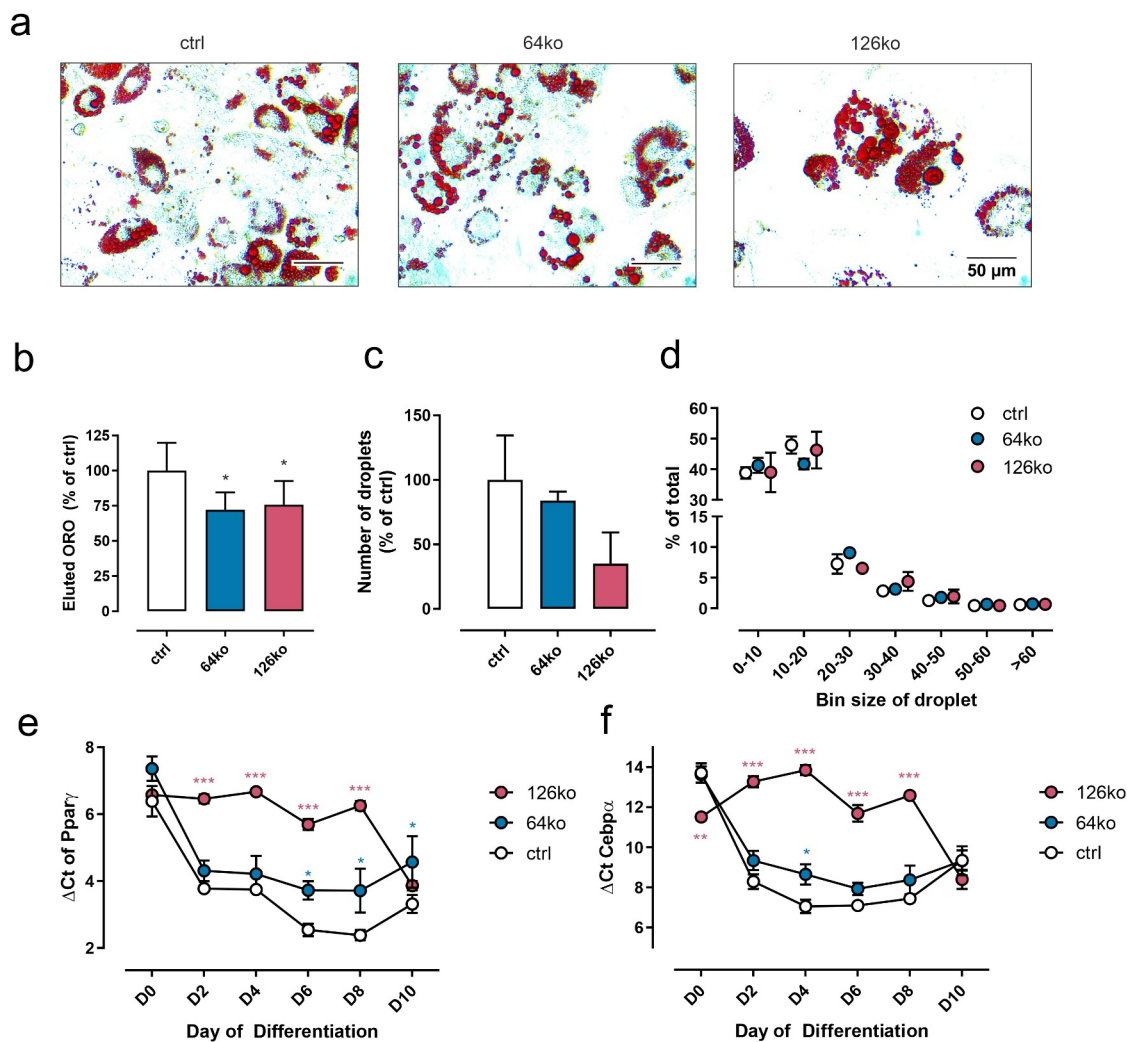 a
ctrl
64ko
126ko
50 µm
b
c
d
Eluted ORO (% of ctrl)
125
100
75
50
25
0
ctrl
64ko
126ko
Number of droplets
(% of ctrl)
150
100
50
0
ctrl
64ko
126ko
% of total
60
50
40
30
15
10
5
0
ctrl
64ko
126ko
0-10
10-20
20-30
30-40
40-50
50-60
>60
Bin size of droplet
* *
e
f
ΔCt of Pparγ
8
6
4
2
*** *** *** *** * * *
126ko
64ko
ctrl
D0
D2
D4
D6
D8
D10
Day of Differentiation
ΔCt Cebpα
14
12
10
8
6
** *** *** *** *** *
126ko
64ko
ctrl
D0
D2
D4
D6
D8
D10
Day of Differentiation